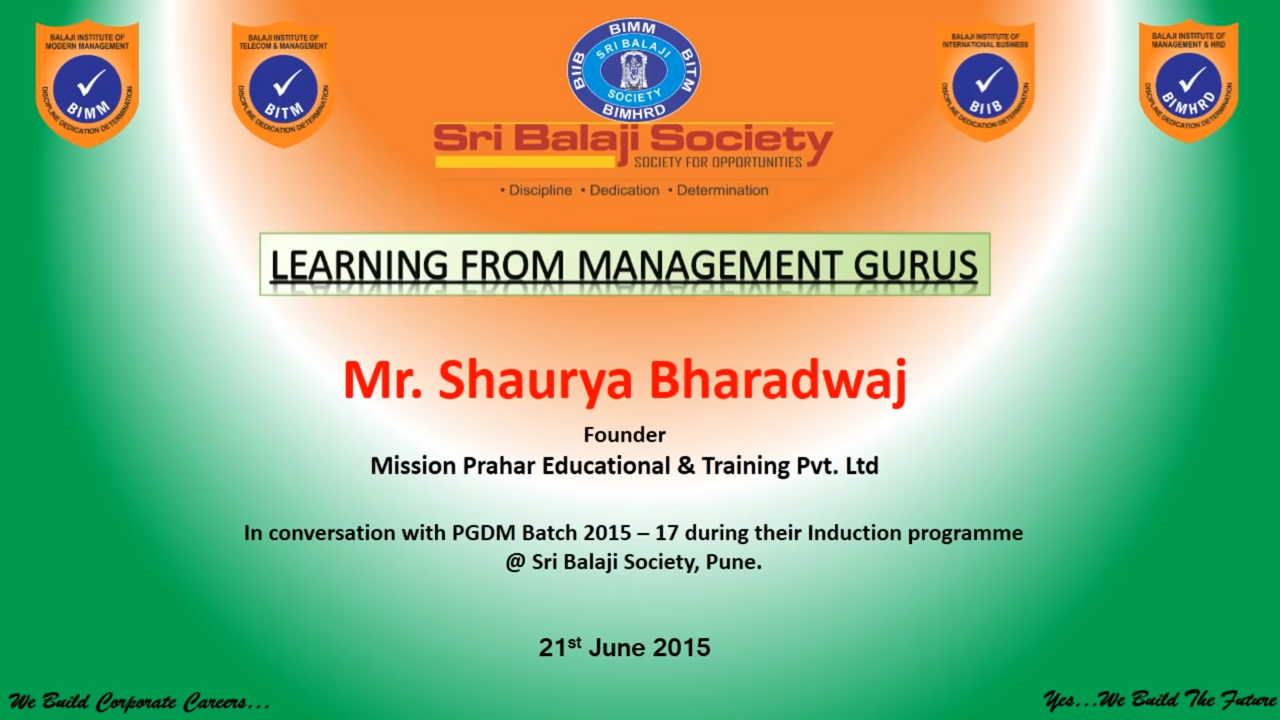 BALAJI INSTITUTE OF
MODERN MANAGEMENT
BIMM
DISCIPLINE DEDICATION DETERMINATION
BALAJI INSTITUTE OF
TELECOM & MANAGEMENT
BITM
DISCIPLINE DEDICATION DETERMINATION
BIMM
BIIB
BITM
BIMHRD
SRI BALAJI
SOCIETY
BALAJI INSTITUTE OF
INTERNATIONAL BUSINESS
BIIB
DISCIPLINE DEDICATION DETERMINATION
BALAJI INSTITUTE OF
MANAGEMENT & HRD
BIMHRD
DISCIPLINE DEDICATION DETERMINATION
Sri Balaji Society
SOCIETY FOR OPPORTUNITIES
• Discipline • Dedication • Determination
LEARNING FROM MANAGEMENT GURUS
Mr. Shaurya Bharadwaj
Founder
Mission Prahar Educational & Training Pvt. Ltd
In conversation with PGDM Batch 2015 – 17 during their Induction programme
@ Sri Balaji Society, Pune.
21st June 2015
We Build Corporate Careers...
Yes...We Build The Future